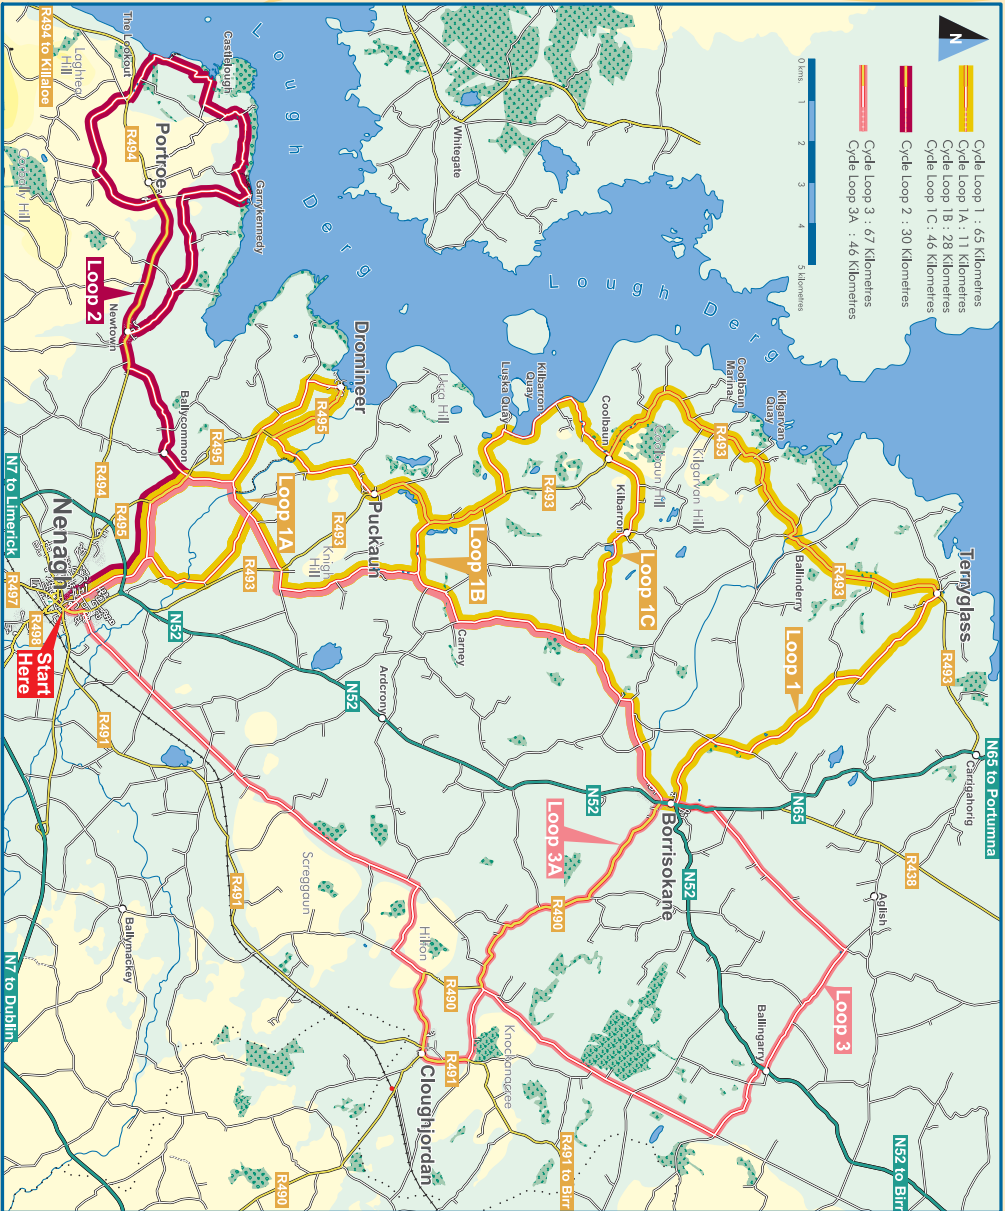 N
0 kms. 1 2 3 4 5 kilometres
Cycle Loop 1 : 65 Kilometres
Cycle Loop 1A : 11 Kilometres
Cycle Loop 1B : 28 Kilometres
Cycle Loop 1C : 46 Kilometres
Cycle Loop 2 : 30 Kilometres
Cycle Loop 3 : 67 Kilometres
Cycle Loop 3A : 46 Kilometres
Terryglass
R493
Carrigahorig
N65 to Portumna
Kilgarvan Quay
Coolbaun Marina
R493
Ballinderry
R493
Kilgarvan Hill
Loop 1
N65
R438
Aglish
Loop 3
Ballingarry
N52 to Birr
Lough Derg
Whitegate
Coolbaun
Kilbarron Quay
Luska Quay
R493
Kilbarron
Loop 1C
Borrisokane
N52
N52
Loop 3A
R490
Knockanacree
R491 to Birr
Lough Derg
Dromineer
R495
Urra Hill
Puckaun
R493
Loop 1B
Loop 1A
Carney
Ardcrony
N52
N52
R490
R491
Cloughjordan
R490
Castlelough
Garrykennedy
The Lookout
R494 to Killaloe
Portroe
R494
Loop 2
Newtown
Ballycommon
R495
R493
R494
R495
N7 to Limerick
Nenagh
R497
R498
Start Here
R491
Screggaun
R491
Ballymackey
N7 to Dublin